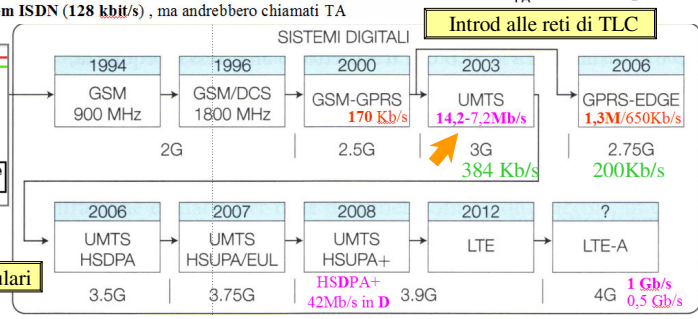 em ISDN (128 kbit/s) , ma andrebbero chiamati TA
Introd alle reti di TLC
SISTEMI DIGITALI
1994
GSM
900 MHz
1996
GSM/DCS
1800 MHz
2000
GSM-GPRS
170 Kb/s
2003
UMTS
14,2-7,2Mb/s
2006
GPRS-EDGE
1,3M/650Kb/s
2G
2.5G
3G
2.75G
384 Kb/s
200Kb/s
2006
UMTS
HSDPA
2007
UMTS
HSUPA/EUL
2008
UMTS
HSUPA+
2012
LTE
?
LTE-A
ulari
3.5G
3.75G
HSDPA+
42Mb/s in D
3.9G
4G
1 Gb/s
0,5 Gb/s